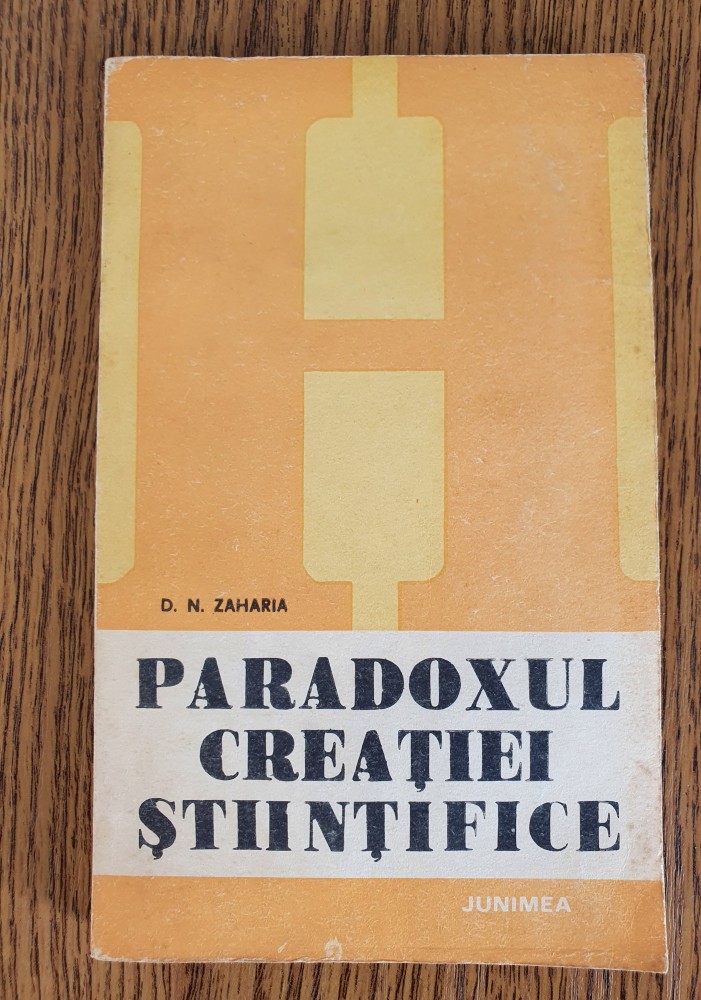 D. N. ZAHARIA
PARADOXUL
CREAȚIEI
ȘTIINȚIFICE
JUNIMEA